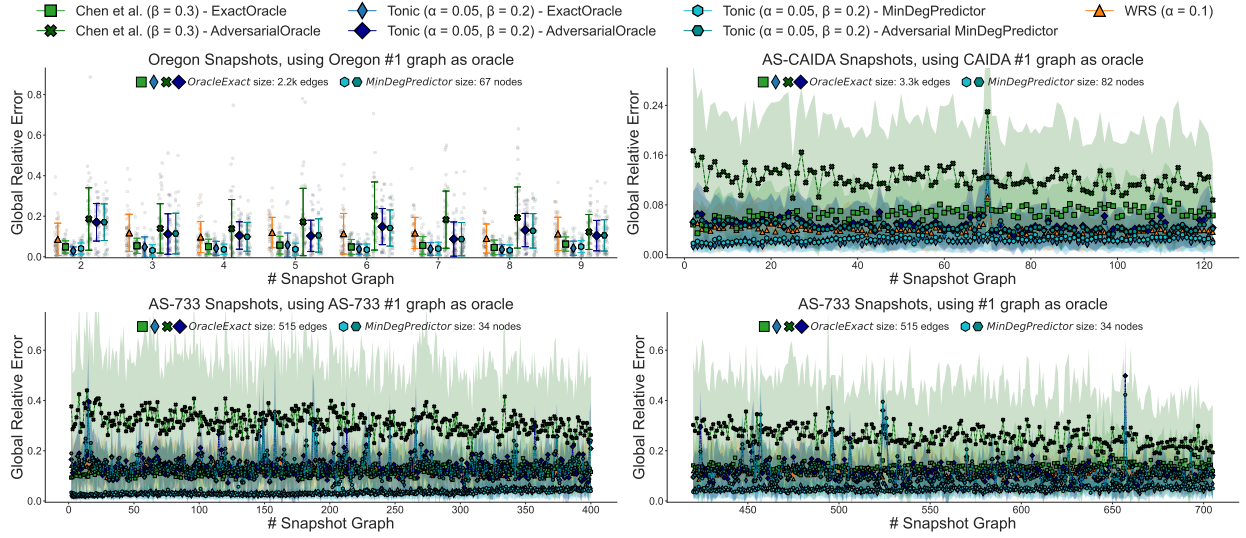 Chen et al. (β = 0.3) - ExactOracle
Tonic (α = 0.05, β = 0.2) - ExactOracle
Tonic (α = 0.05, β = 0.2) - MinDegPredictor
WRS (α = 0.1)
Chen et al. (β = 0.3) - AdversarialOracle
Tonic (α = 0.05, β = 0.2) - AdversarialOracle
Tonic (α = 0.05, β = 0.2) - Adversarial MinDegPredictor
Oregon Snapshots, using Oregon #1 graph as oracle
OracleExact size: 2.2k edges
MinDegPredictor size: 67 nodes
Global Relative Error
0.8
0.6
0.4
0.2
0.0
2 3 4 5 6 7 8 9
# Snapshot Graph
AS-CAIDA Snapshots, using CAIDA #1 graph as oracle
OracleExact size: 3.3k edges
MinDegPredictor size: 82 nodes
Global Relative Error
0.24
0.16
0.08
0.00
0 20 40 60 80 100 120
# Snapshot Graph
AS-733 Snapshots, using AS-733 #1 graph as oracle
OracleExact size: 515 edges
MinDegPredictor size: 34 nodes
Global Relative Error
0.6
0.4
0.2
0.0
0 50 100 150 200 250 300 350 400
# Snapshot Graph
AS-733 Snapshots, using #1 graph as oracle
OracleExact size: 515 edges
MinDegPredictor size: 34 nodes
Global Relative Error
0.6
0.4
0.2
0.0
450 500 550 600 650 700
# Snapshot Graph